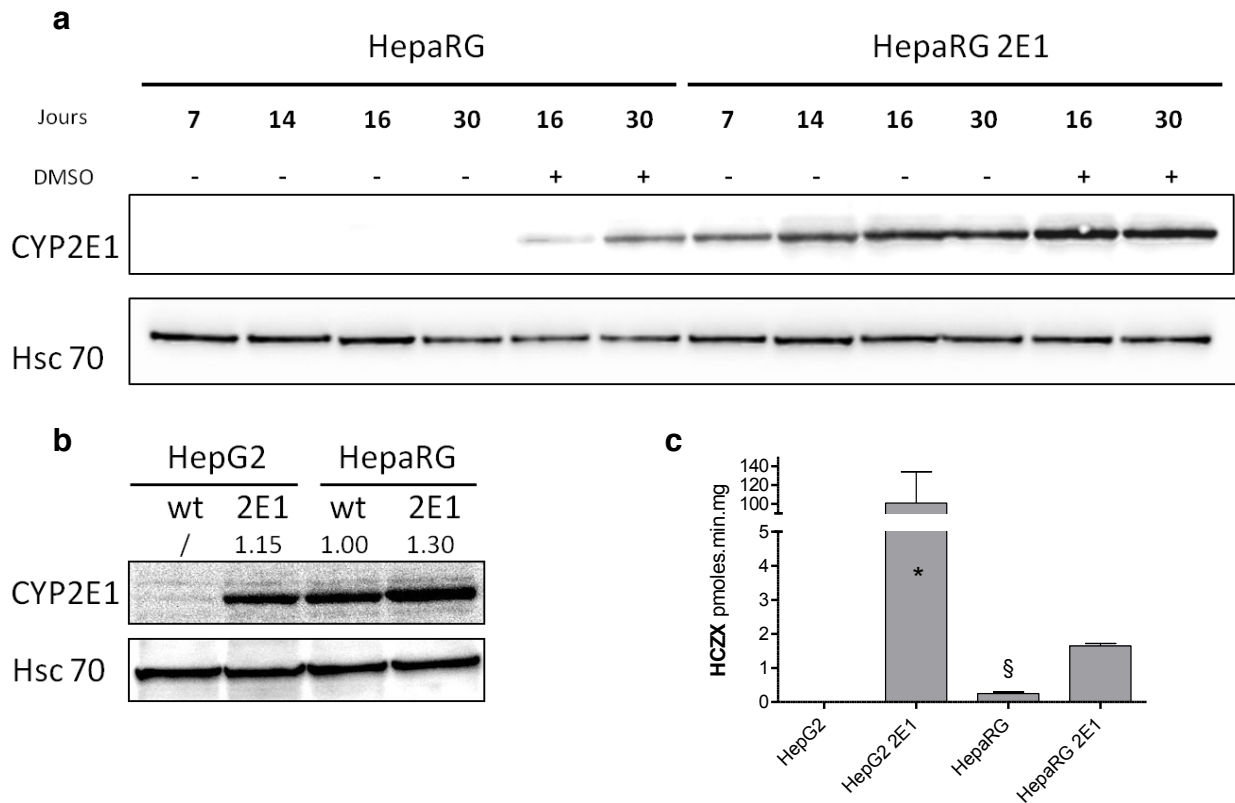 a
HepaRG HepaRG 2E1
Jours 7 14 16 30 16 30 7 14 16 30 16 30
DMSO - - - - + + - - - - + +
CYP2E1
Hsc 70
b
HepG2 HepaRG
wt 2E1 wt 2E1
/ 1.15 1.00 1.30
CYP2E1
Hsc 70
c
HCZX pmoles.min.mg
140
120
100
5
4
3
2
1
0
*
§
HepG2
HepG2 2E1
HepaRG
HepaRG 2E1